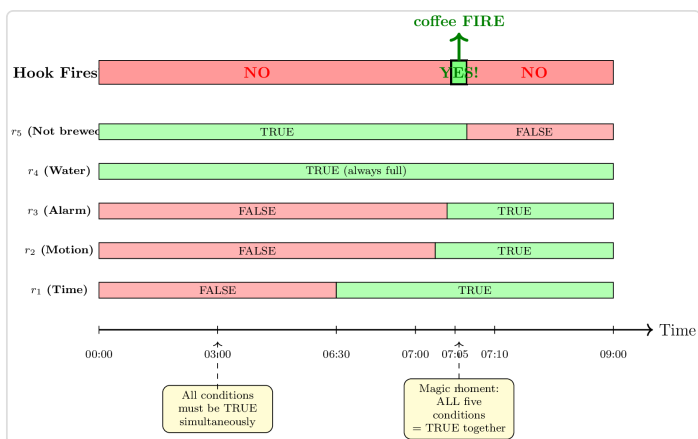 coffee FIRE
Hook Fires NO YES! NO
r5 (Not brewed TRUE FALSE
r4 (Water) TRUE (always full)
r3 (Alarm) FALSE TRUE
r2 (Motion) FALSE TRUE
r1 (Time) FALSE TRUE
Time
00:00 03:00 06:30 07:00 07:05 07:10 09:00
All conditions
must be TRUE
simultaneously
Magic moment:
ALL five
conditions
= TRUE together